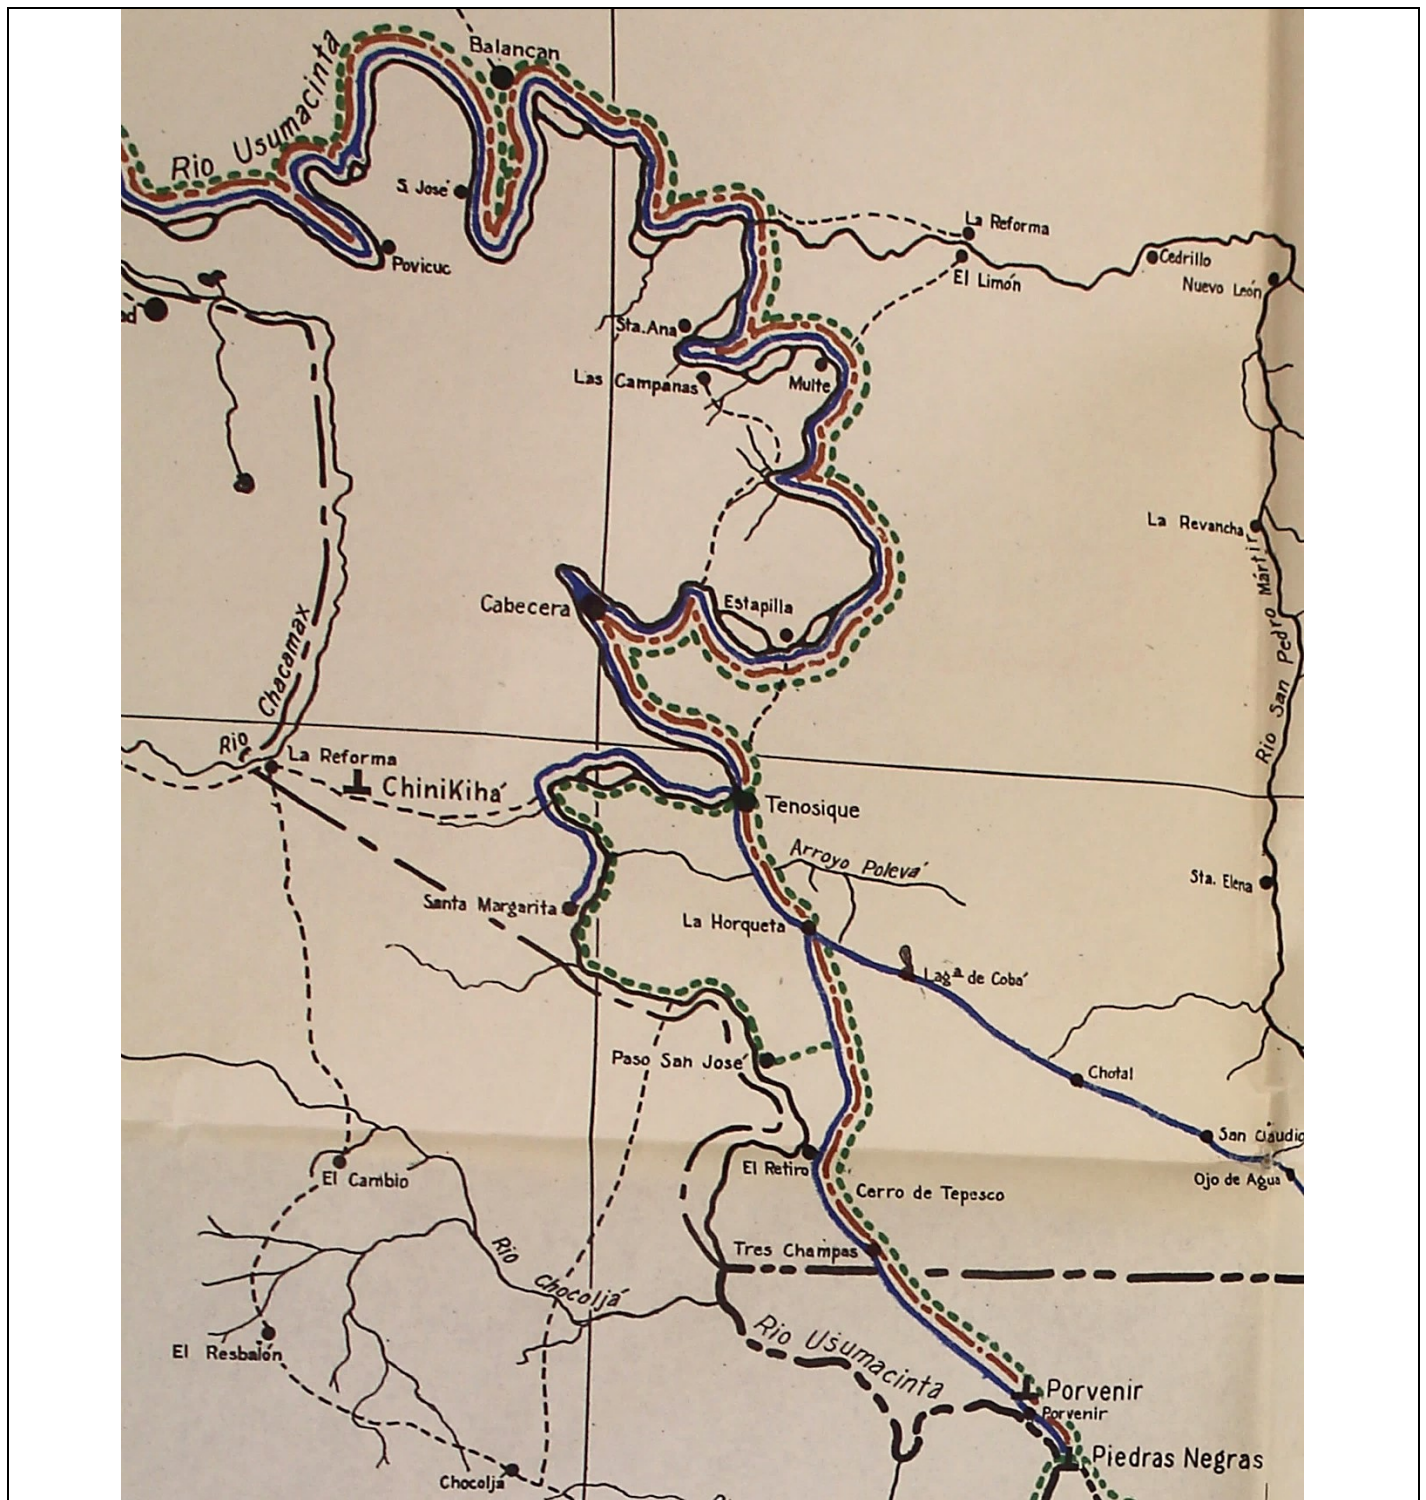 Balancan
Rio Usumacinta
S. José
La Reforma
Povicuc
Cedrillo
El Limón
Nuevo León
ad
Sta. Ana
Las Campanas
Multe
La Revancha
Rio San Pedro Mártir
Cabecera
Estapilla
Rio Chacamax
La Reforma
ChiniKihá
Tenosique
Arroyo Polevá
Sta. Elena
Santa Margarita
La Horqueta
Lagª de Cobá
Paso San José
Chotal
San Claudio
El Retiro
Ojo de Agua
El Cambio
Cerro de Tepesco
Tres Champas
Rio Chocoljá
Rio Usumacinta
El Resbalón
Porvenir
Porvenir
Piedras Negras
Chocoljá